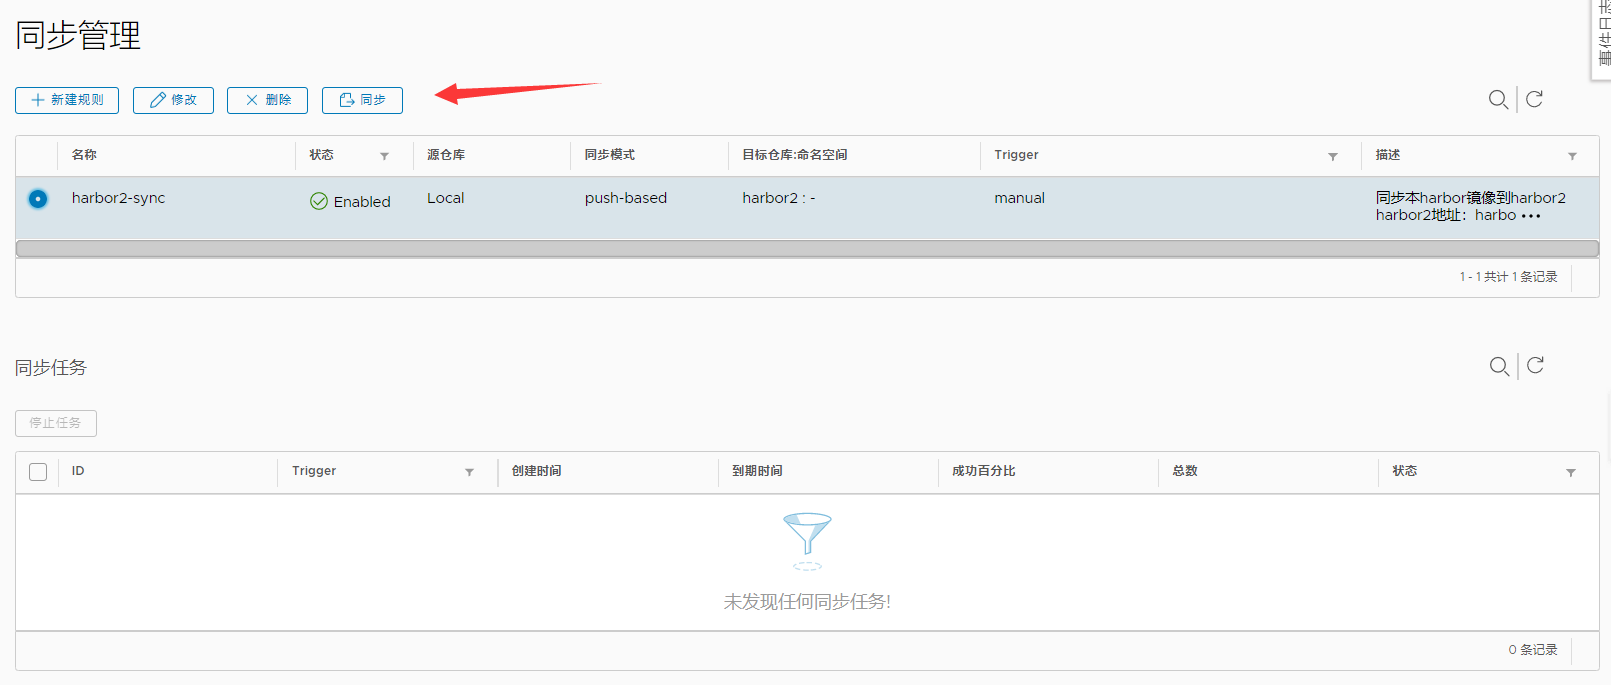 同步管理
事件日志
新建规则 修改 删除 同步
名称 状态 源仓库 同步模式 目标仓库:命名空间 Trigger 描述
harbor2-sync Enabled Local push-based harbor2 : - manual 同步本harbor镜像到harbor2
harbor2地址：harbo •••
1 - 1 共计 1 条记录
同步任务
停止任务
ID Trigger 创建时间 到期时间 成功百分比 总数 状态
未发现任何同步任务!
0 条记录